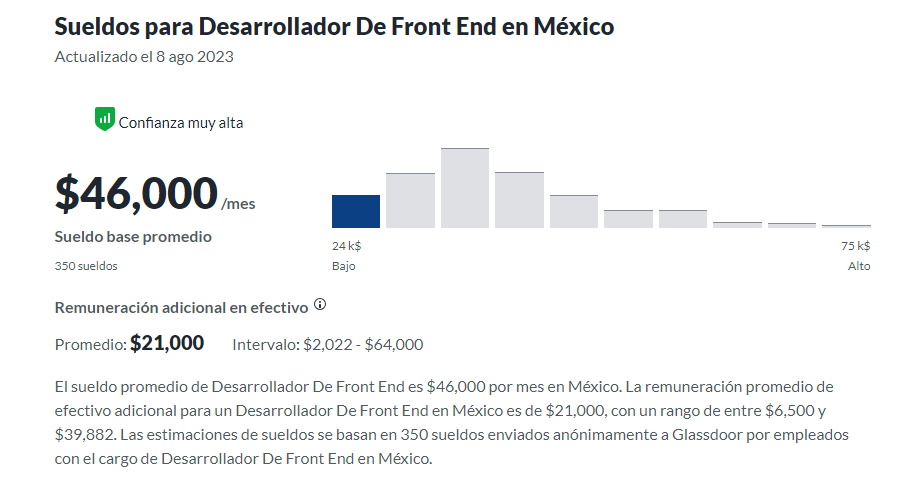 Sueldos para Desarrollador De Front End en México
Actualizado el 8 ago 2023
Confianza muy alta
$46,000 /mes
Sueldo base promedio
350 sueldos
24 k$
75 k$
Bajo
Alto
Remuneración adicional en efectivo
Promedio: $21,000 Intervalo: $2,022 - $64,000
El sueldo promedio de Desarrollador De Front End es $46,000 por mes en México. La remuneración promedio de
efectivo adicional para un Desarrollador De Front End en México es de $21,000, con un rango de entre $6,500 y
$39,882. Las estimaciones de sueldos se basan en 350 sueldos enviados anónimamente a Glassdoor por empleados
con el cargo de Desarrollador De Front End en México.